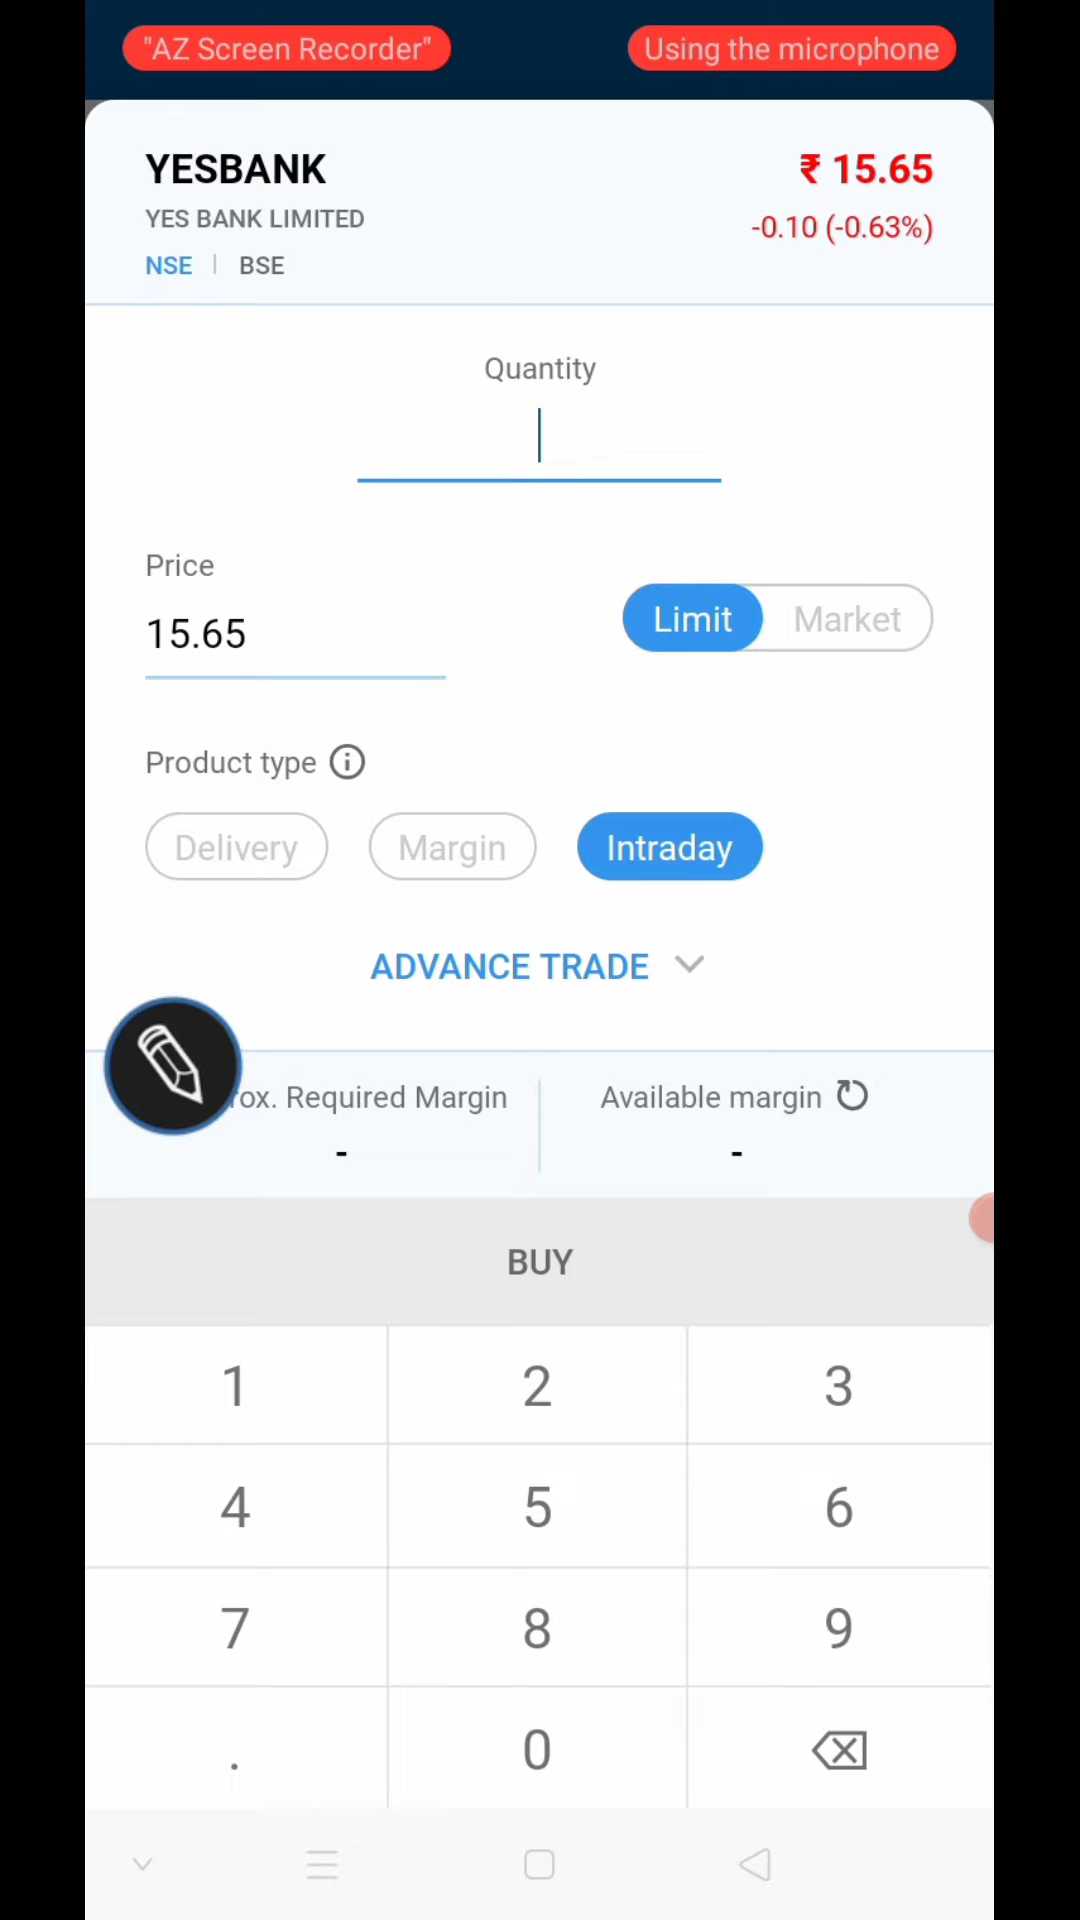 "AZ Screen Recorder" Using the microphone
YESBANK ₹ 15.65
YES BANK LIMITED -0.10 (-0.63%)
NSE | BSE
Quantity
Price
15.65 Limit Market
Product type
Delivery Margin Intraday
ADVANCE TRADE
Required Margin Available margin
- -
BUY
1 2 3
4 5 6
7 8 9
. 0